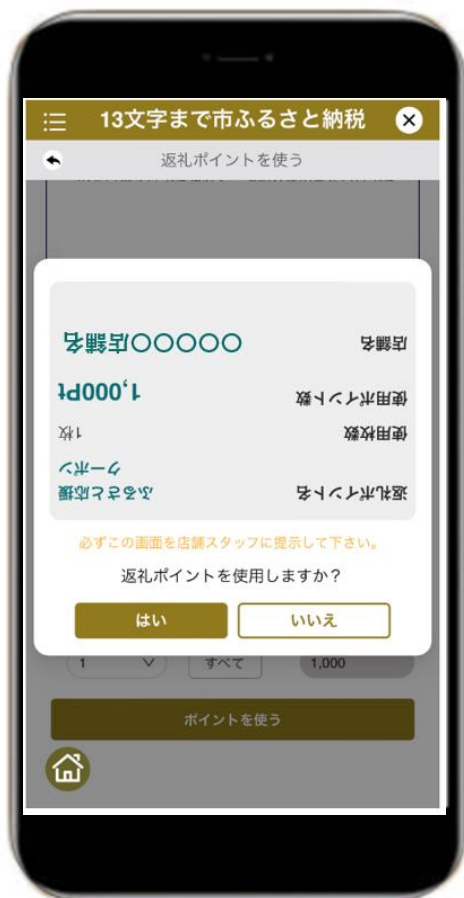 13文字まで市ふるさと納税
返礼ポイントを使う
返礼ポイント名
ふるさと応援
クーポン
使用枚数 1枚
使用ポイント数 1,000Pt
店舗名 〇〇〇〇〇店舗名
必ずこの画面を店舗スタッフに提示して下さい。
返礼ポイントを使用しますか？
はい いいえ
1 すべて 1,000
ポイントを使う